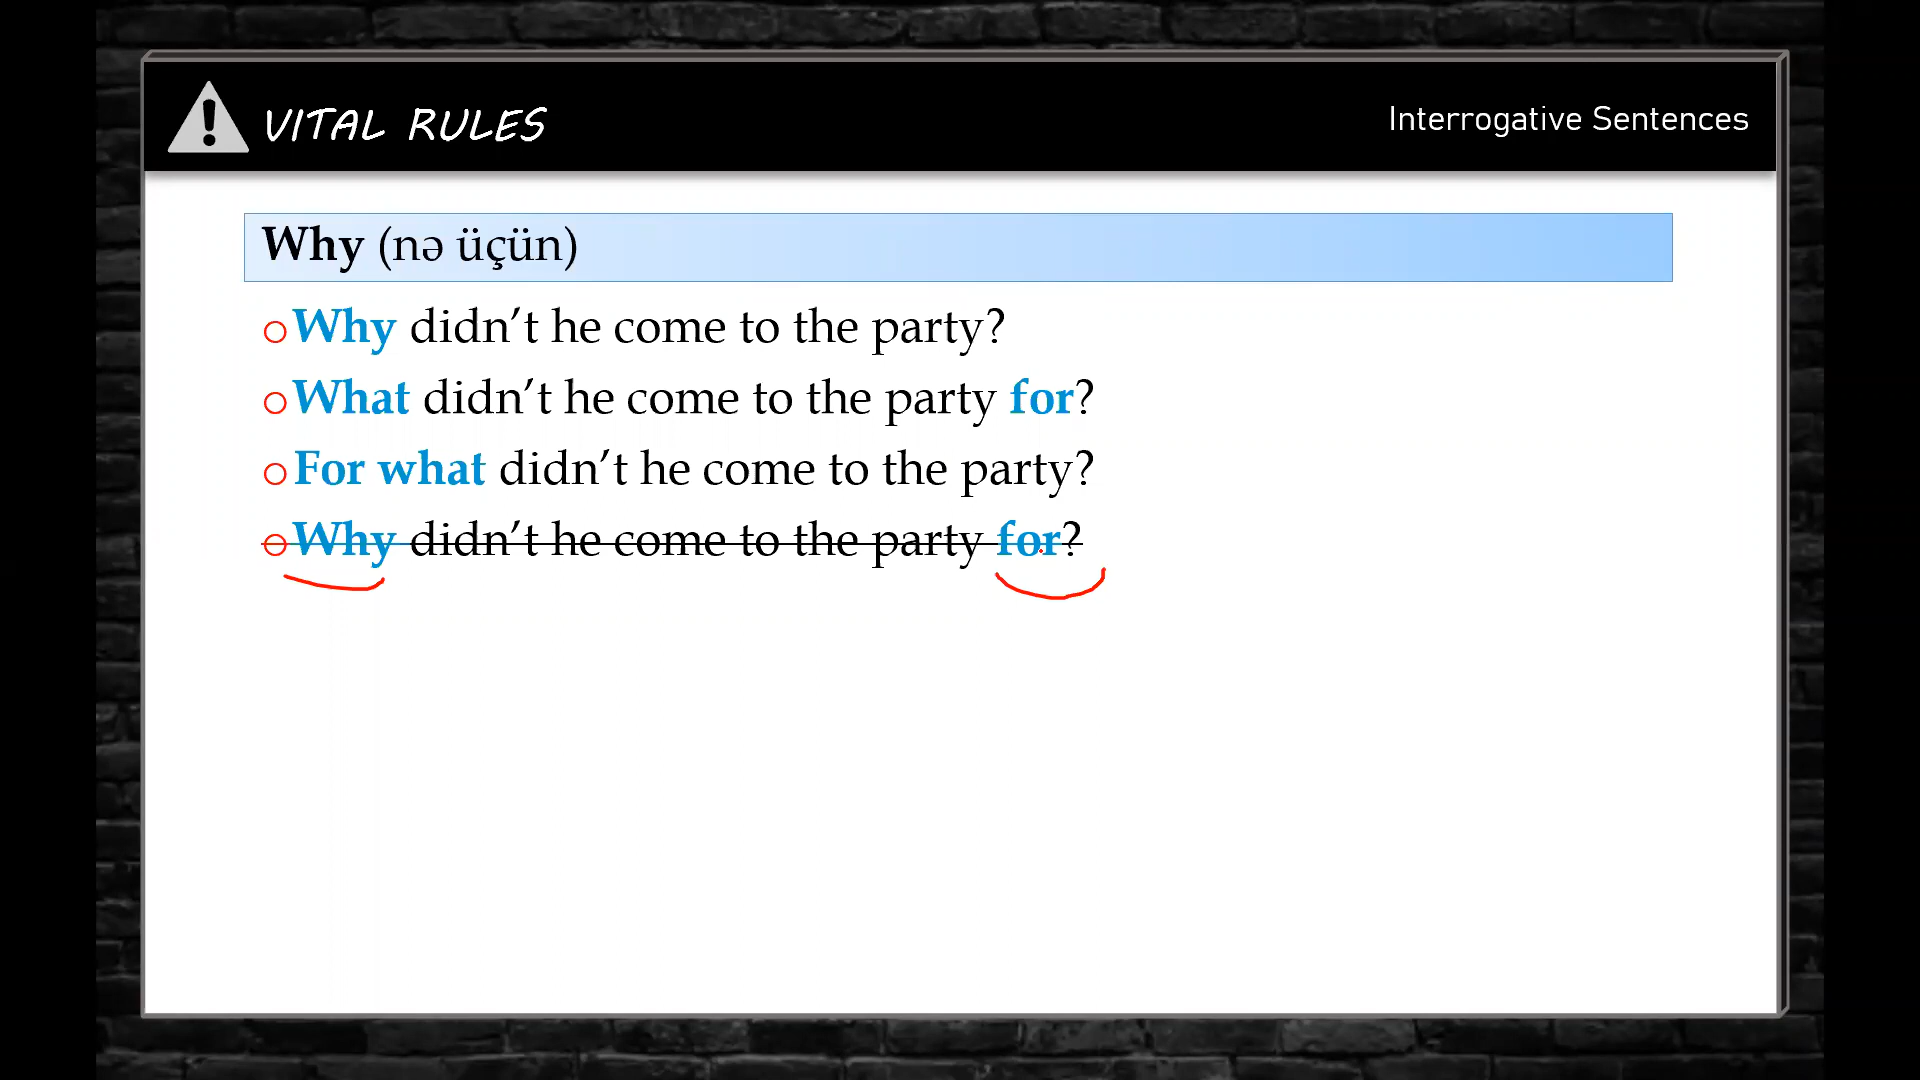 VITAL RULES
Interrogative Sentences
Why (nə üçün)
Why didn’t he come to the party?
What didn’t he come to the party for?
For what didn’t he come to the party?
Why didn’t he come to the party for?